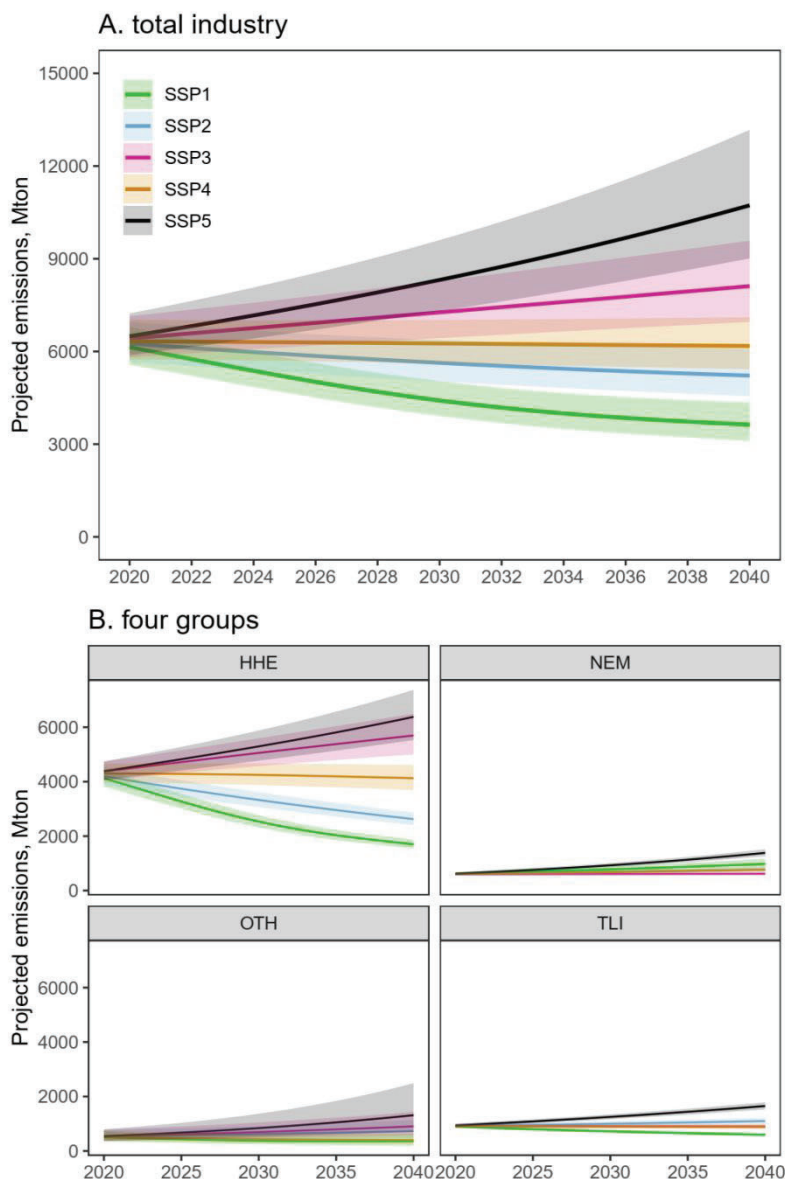 A. total industry
Projected emissions, Mton
15000
12000
9000
6000
3000
0
SSP1
SSP2
SSP3
SSP4
SSP5
2020 2022 2024 2026 2028 2030 2032 2034 2036 2038 2040
B. four groups
Projected emissions, Mton
HHE NEM
6000
4000
2000
0
OTH TLI
6000
4000
2000
0
2020 2025 2030 2035 2040 2020 2025 2030 2035 2040